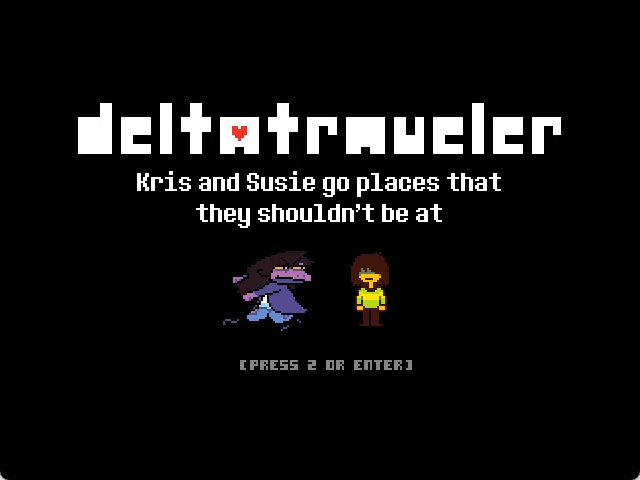 deltatraveler
Kris and Susie go places that
they shouldn't be at
[PRESS Z OR ENTER]